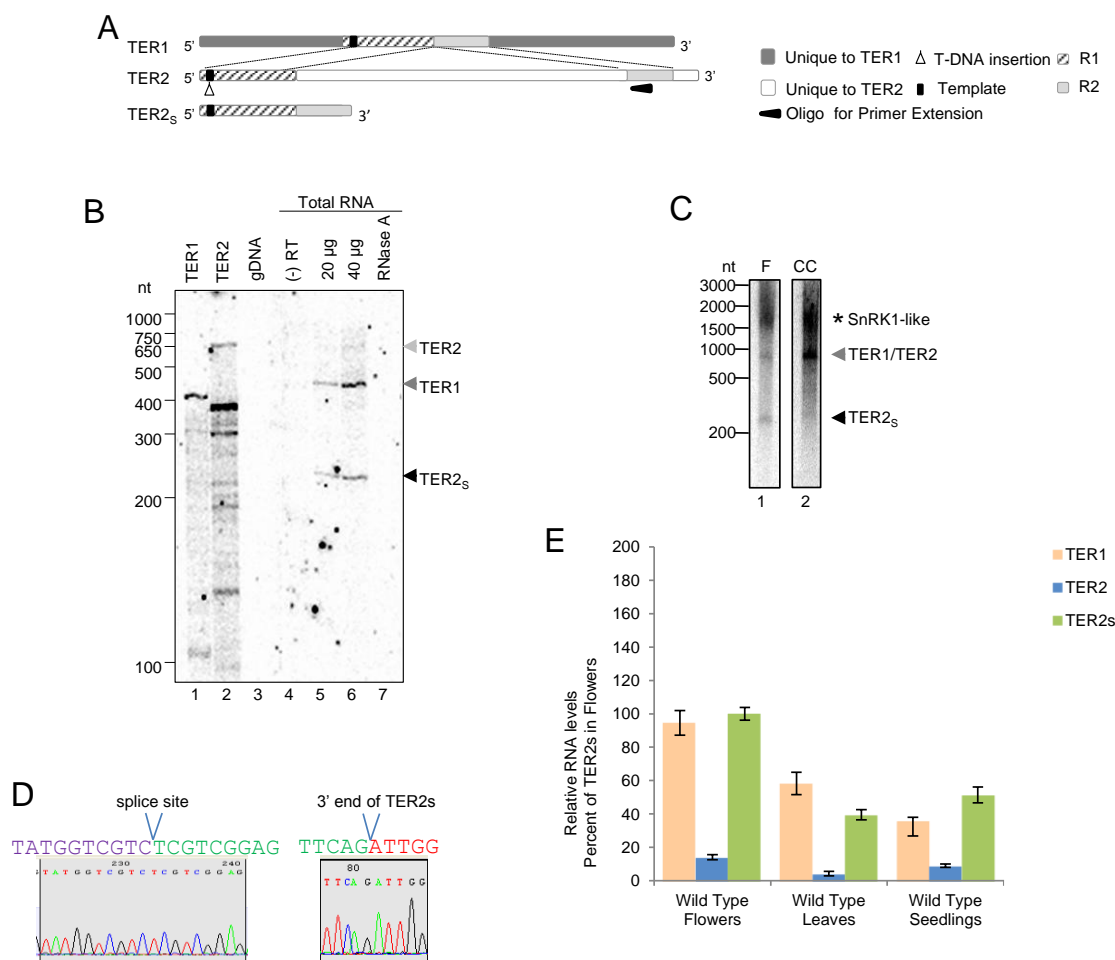 A
TER1 5' 3'
TER2 5' 3'
TER2S 5' 3'
Unique to TER1 T-DNA insertion R1
Unique to TER2 Template R2
Oligo for Primer Extension
B
Total RNA
TER1 TER2 gDNA (-) RT 20 µg 40 µg RNase A
nt
1000
750
650
500
400
300
200
100
TER2
TER1
TER2S
1 2 3 4 5 6 7
C
nt F CC
3000
2000
1500
1000
500
200
* SnRK1-like
TER1/TER2
TER2S
1 2
D
splice site 3' end of TER2s
TATGGTCGTCTCGTCGGAG TTCAGATTGG
230 240
TATGGTCGTCTCGTCGGAG
80
TTCAGATTGG
E
Relative RNA levels
Percent of TER2s in Flowers
200
180
160
140
120
100
80
60
40
20
0
Wild Type Flowers
Wild Type Leaves
Wild Type Seedlings
TER1
TER2
TER2s